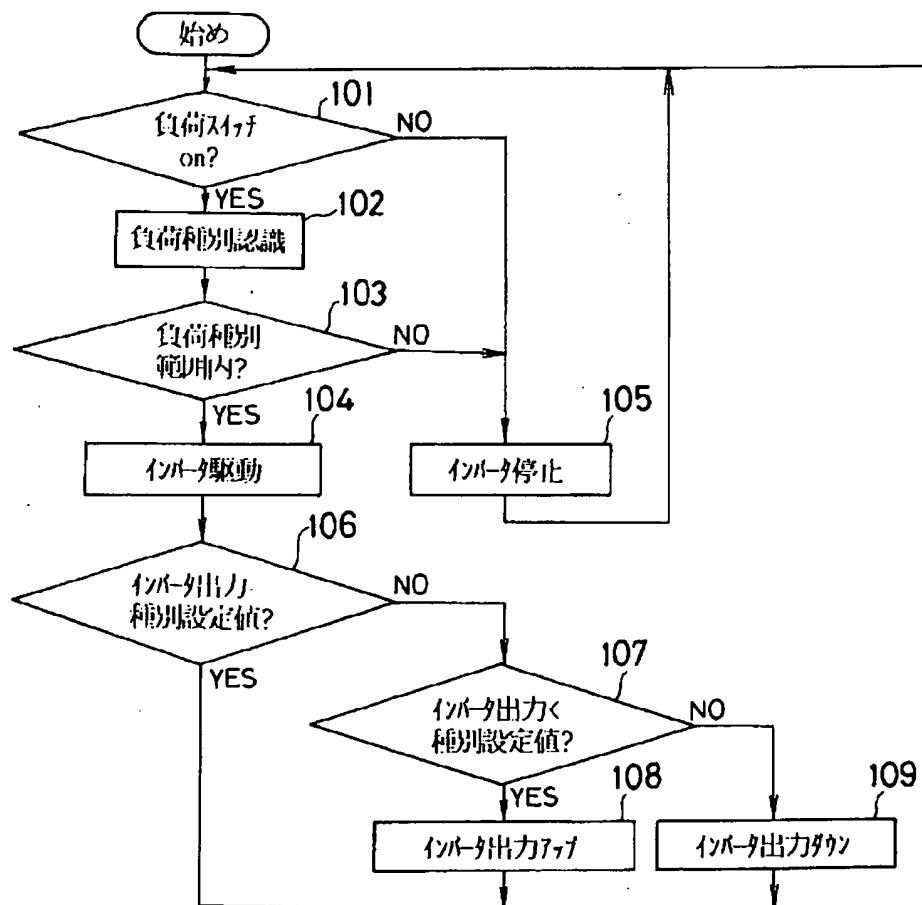 始め
101
負荷スイッチ
on?
NO
YES
102
負荷種別認識
103
負荷種別
範囲内?
NO
YES
104
インバータ駆動
105
インバータ停止
106
インバータ出力
種別設定値?
NO
YES
107
インバータ出力<
種別設定値?
NO
YES
108
インバータ出力アップ
109
インバータ出力ダウン